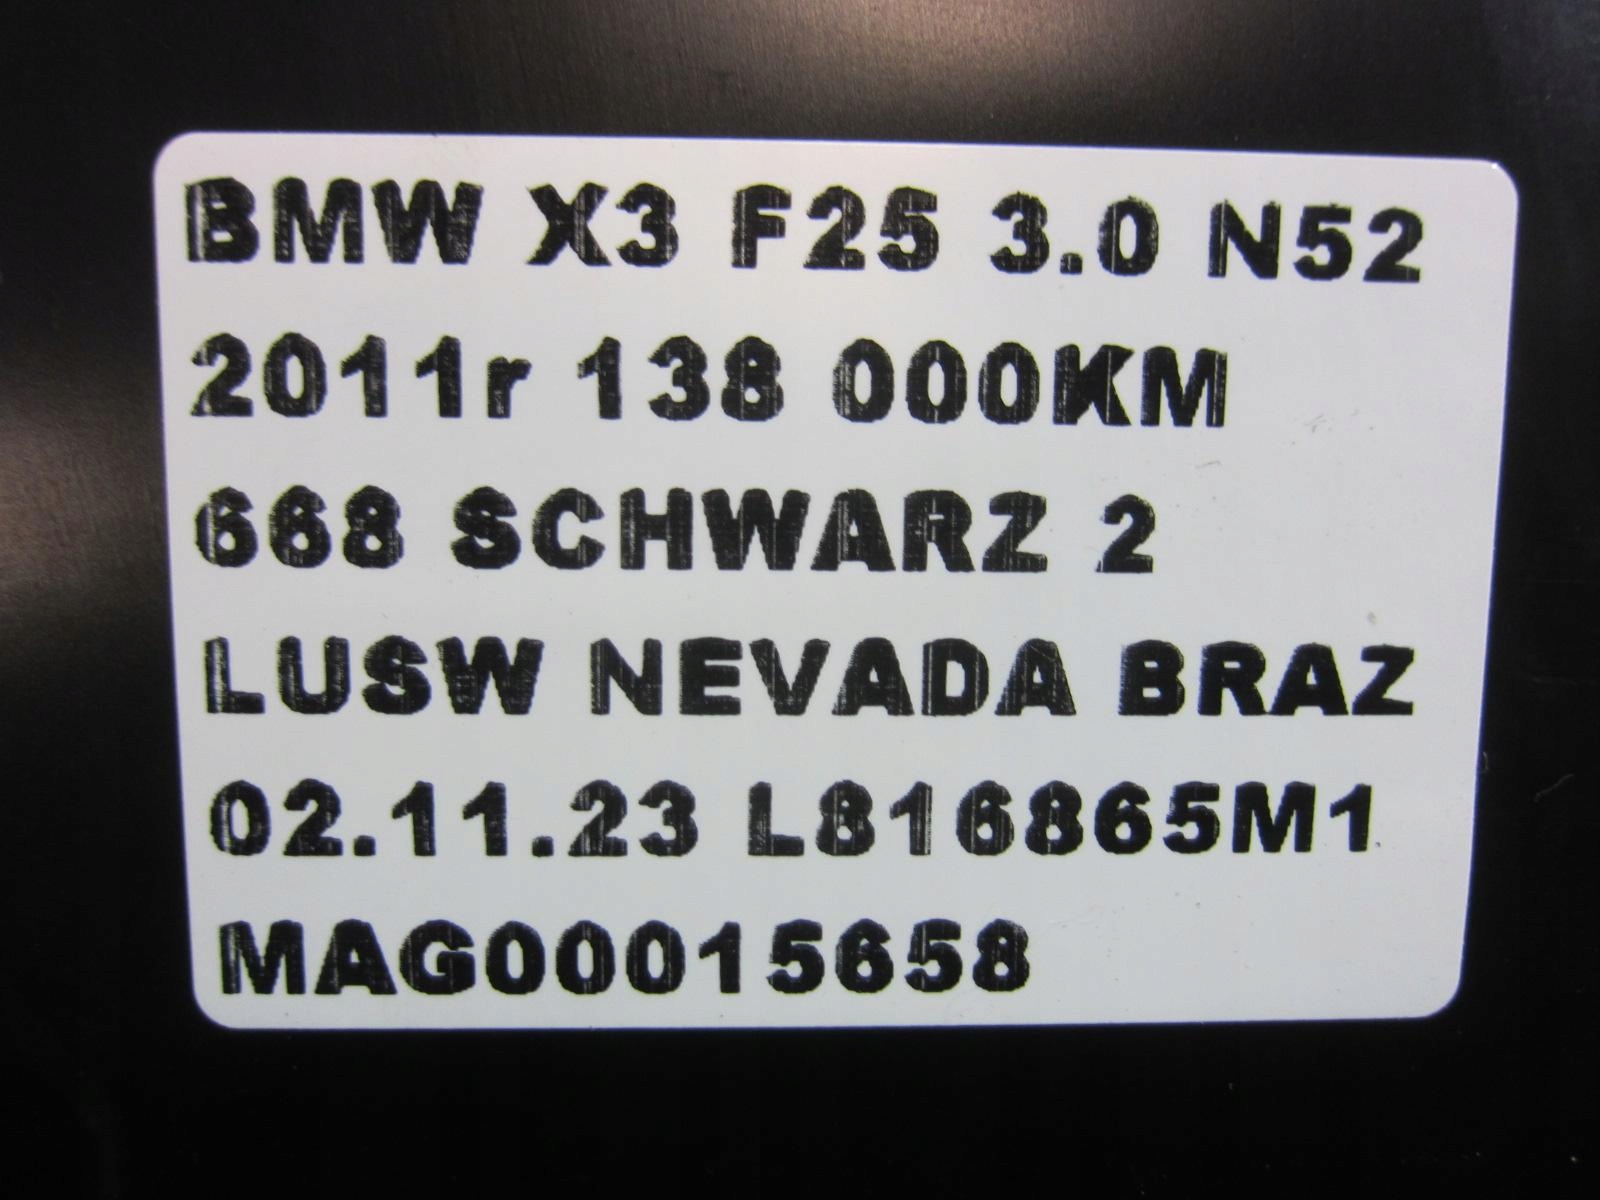 BMW X3 F25 3.0 N52
2011r 138 000KM
668 SCHWARZ 2
LUSW NEVADA BRAZ
02.11.23 L816865M1
MAG00015658